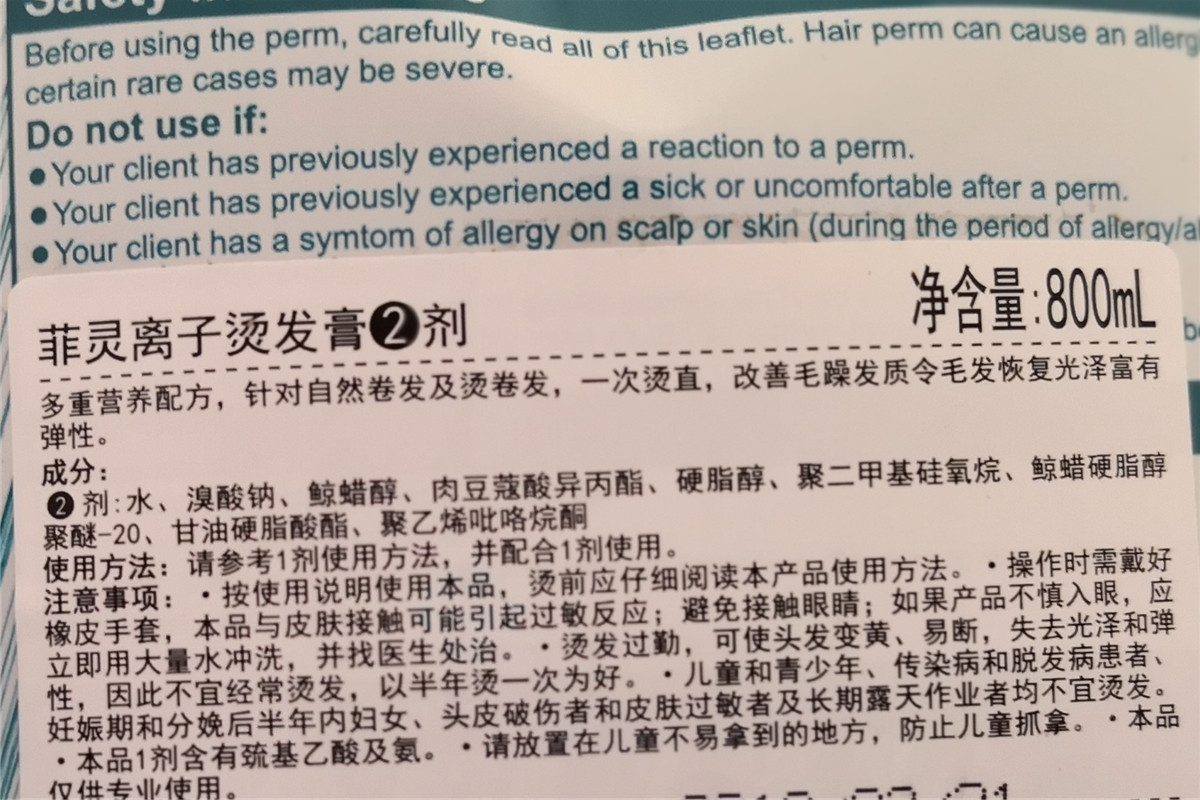 Safety
Before using the perm, carefully read all of this leaflet. Hair perm can cause an allergi
certain rare cases may be severe.
Do not use if:
●Your client has previously experienced a reaction to a perm.
●Your client has previously experienced a sick or uncomfortable after a perm.
●Your client has a symtom of allergy on scalp or skin (during the period of allergy/al
菲灵离子烫发膏❷剂 净含量:800mL
多重营养配方，针对自然卷发及烫卷发，一次烫直，改善毛躁发质令毛发恢复光泽富有
弹性。
成分：
❷剂:水、溴酸钠、鲸蜡醇、肉豆蔻酸异丙酯、硬脂醇、聚二甲基硅氧烷、鲸蜡硬脂醇
聚醚-20、甘油硬脂酸酯、聚乙烯吡咯烷酮
使用方法：请参考1剂使用方法，并配合1剂使用。
注意事项：·按使用说明使用本品，烫前应仔细阅读本产品使用方法。·操作时需戴好
橡皮手套，本品与皮肤接触可能引起过敏反应；避免接触眼睛；如果产品不慎入眼，应
立即用大量水冲洗，并找医生处治。·烫发过勤，可使头发变黄、易断，失去光泽和弹
性，因此不宜经常烫发，以半年烫一次为好。·儿童和青少年、传染病和脱发病患者、
妊娠期和分娩后半年内妇女、头皮破伤者和皮肤过敏者及长期露天作业者均不宜烫发。
·本品1剂含有巯基乙酸及氨。·请放置在儿童不易拿到的地方，防止儿童抓拿。·本品
仅供专业使用。